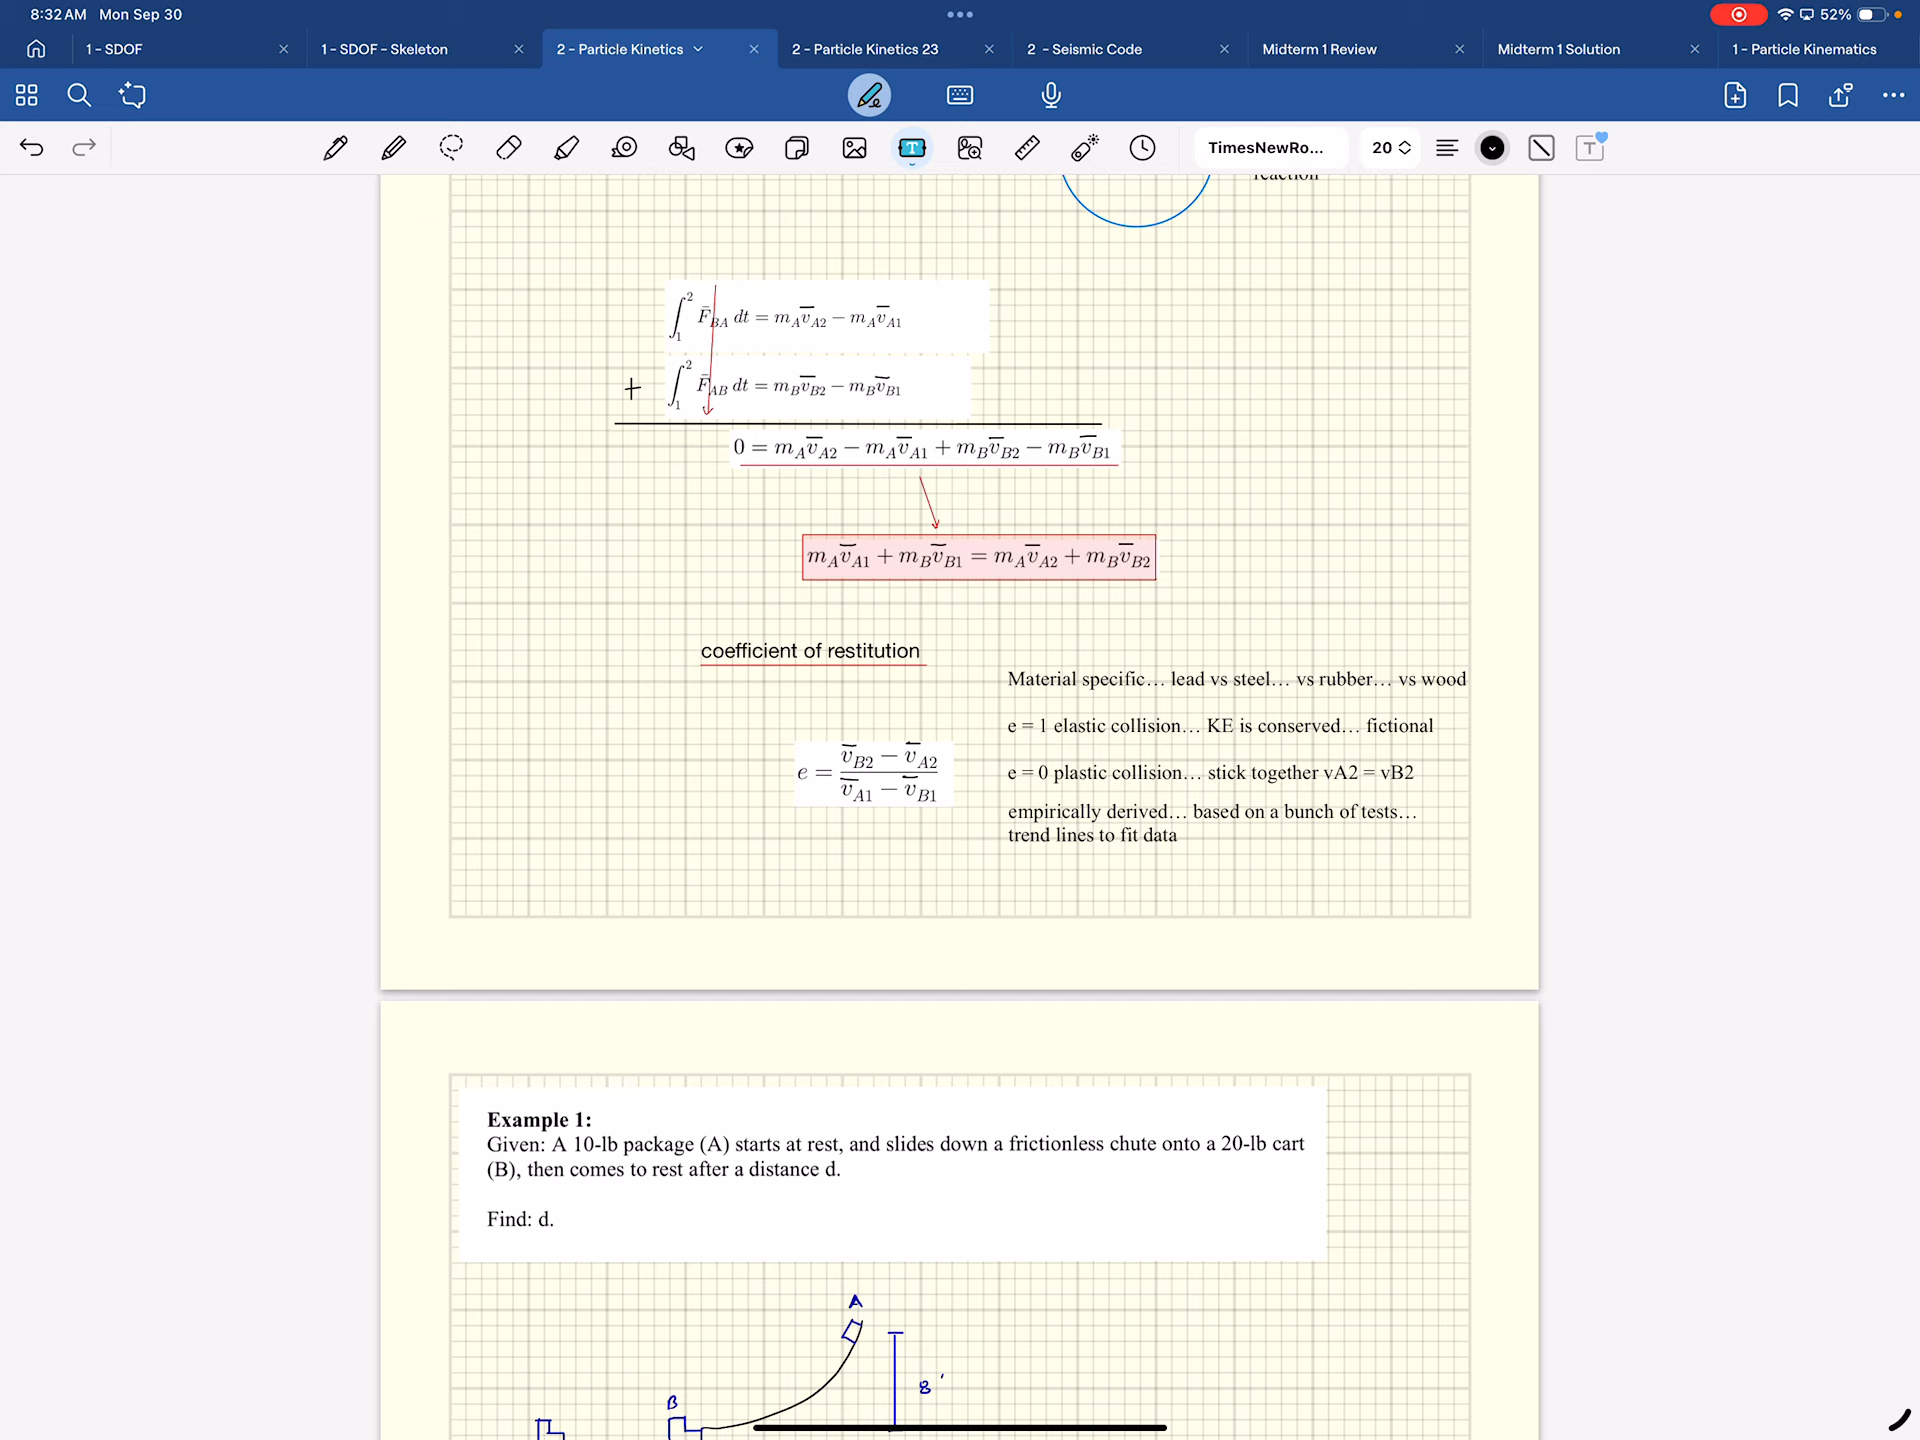 8:32 AM Mon Sep 30
52%
1 - SDOF
1 - SDOF - Skeleton
2 - Particle Kinetics
2 - Particle Kinetics 23
2 - Seismic Code
Midterm 1 Review
Midterm 1 Solution
1 - Particle Kinematics
TimesNewRo...
20
reaction
∫₁² F̄_BA dt = m_A v̄_A2 − m_A v̄_A1
+ ∫₁² F̄_AB dt = m_B v̄_B2 − m_B v̄_B1
0 = m_A v̄_A2 − m_A v̄_A1 + m_B v̄_B2 − m_B v̄_B1
m_A v̄_A1 + m_B v̄_B1 = m_A v̄_A2 + m_B v̄_B2
coefficient of restitution
Material specific... lead vs steel... vs rubber... vs wood
e = 1 elastic collision... KE is conserved... fictional
e = (v̄_B2 − v̄_A2) / (v̄_A1 − v̄_B1)
e = 0 plastic collision... stick together vA2 = vB2
empirically derived... based on a bunch of tests...
trend lines to fit data
Example 1:
Given: A 10-lb package (A) starts at rest, and slides down a frictionless chute onto a 20-lb cart
(B), then comes to rest after a distance d.
Find: d.
A
8'
B